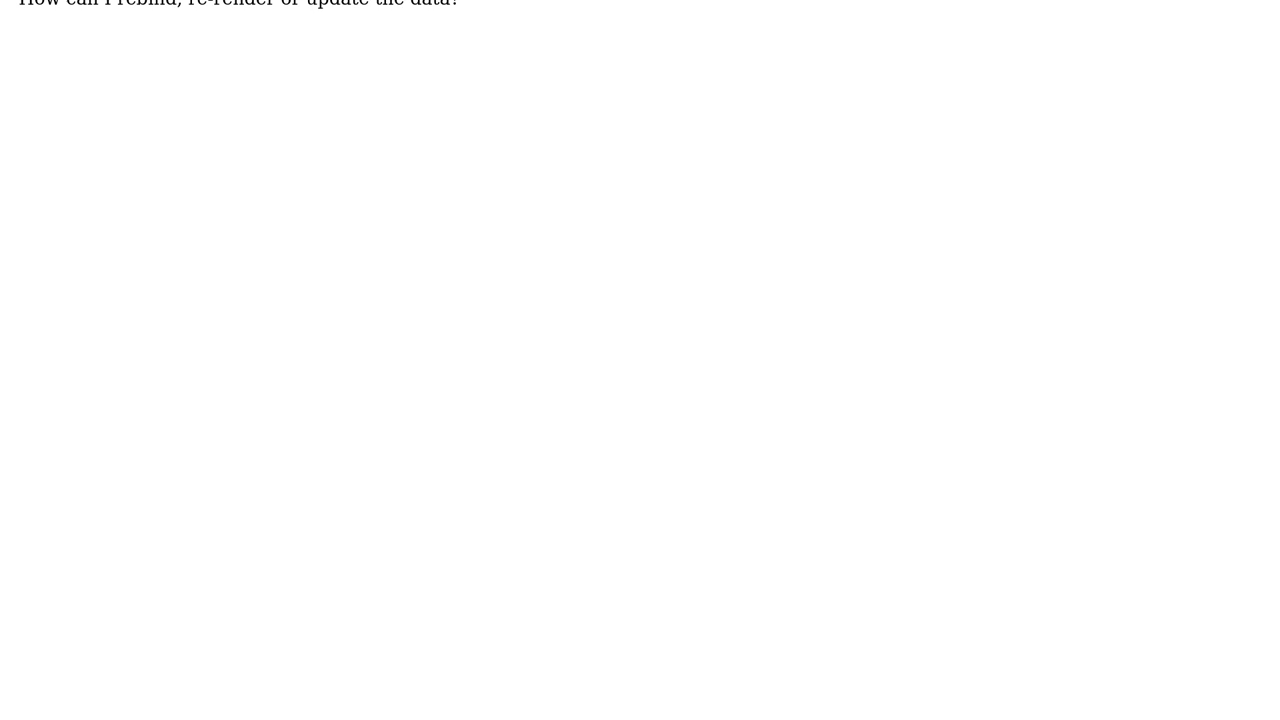 How can I rebind, re-render or update the data?